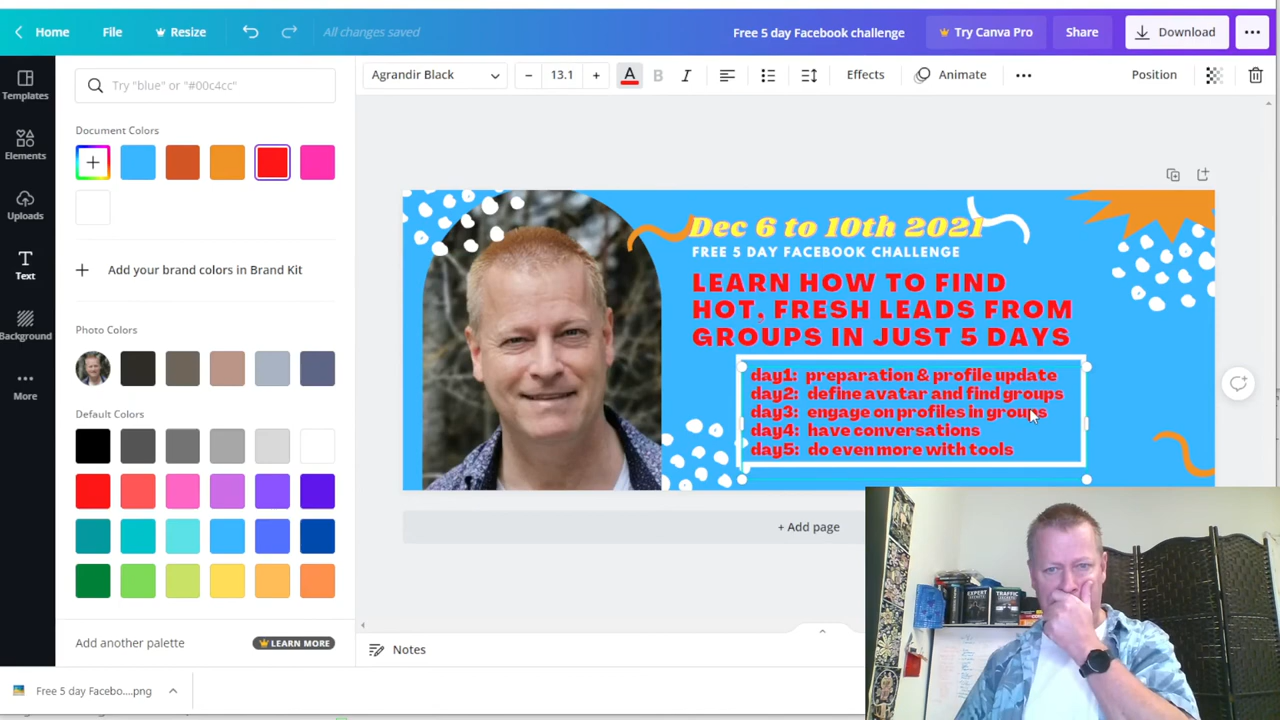 Home File Resize All changes saved Free 5 day Facebook challenge Try Canva Pro Share Download
Templates
Elements
Uploads
Text
Background
More
Try "blue" or "#00c4cc"
Document Colors
Add your brand colors in Brand Kit
Photo Colors
Default Colors
Add another palette LEARN MORE
Agrandir Black 13.1 A B I Effects Animate Position
Dec 6 to 10th 2021
FREE 5 DAY FACEBOOK CHALLENGE
LEARN HOW TO FIND
HOT, FRESH LEADS FROM
GROUPS IN JUST 5 DAYS
day1: preparation & profile update
day2: define avatar and find groups
day3: engage on profiles in groups
day4: have conversations
day5: do even more with tools
+ Add page
Notes
EXPERT SECRETS
TRAFFIC SECRETS
Free 5 day Facebo....png